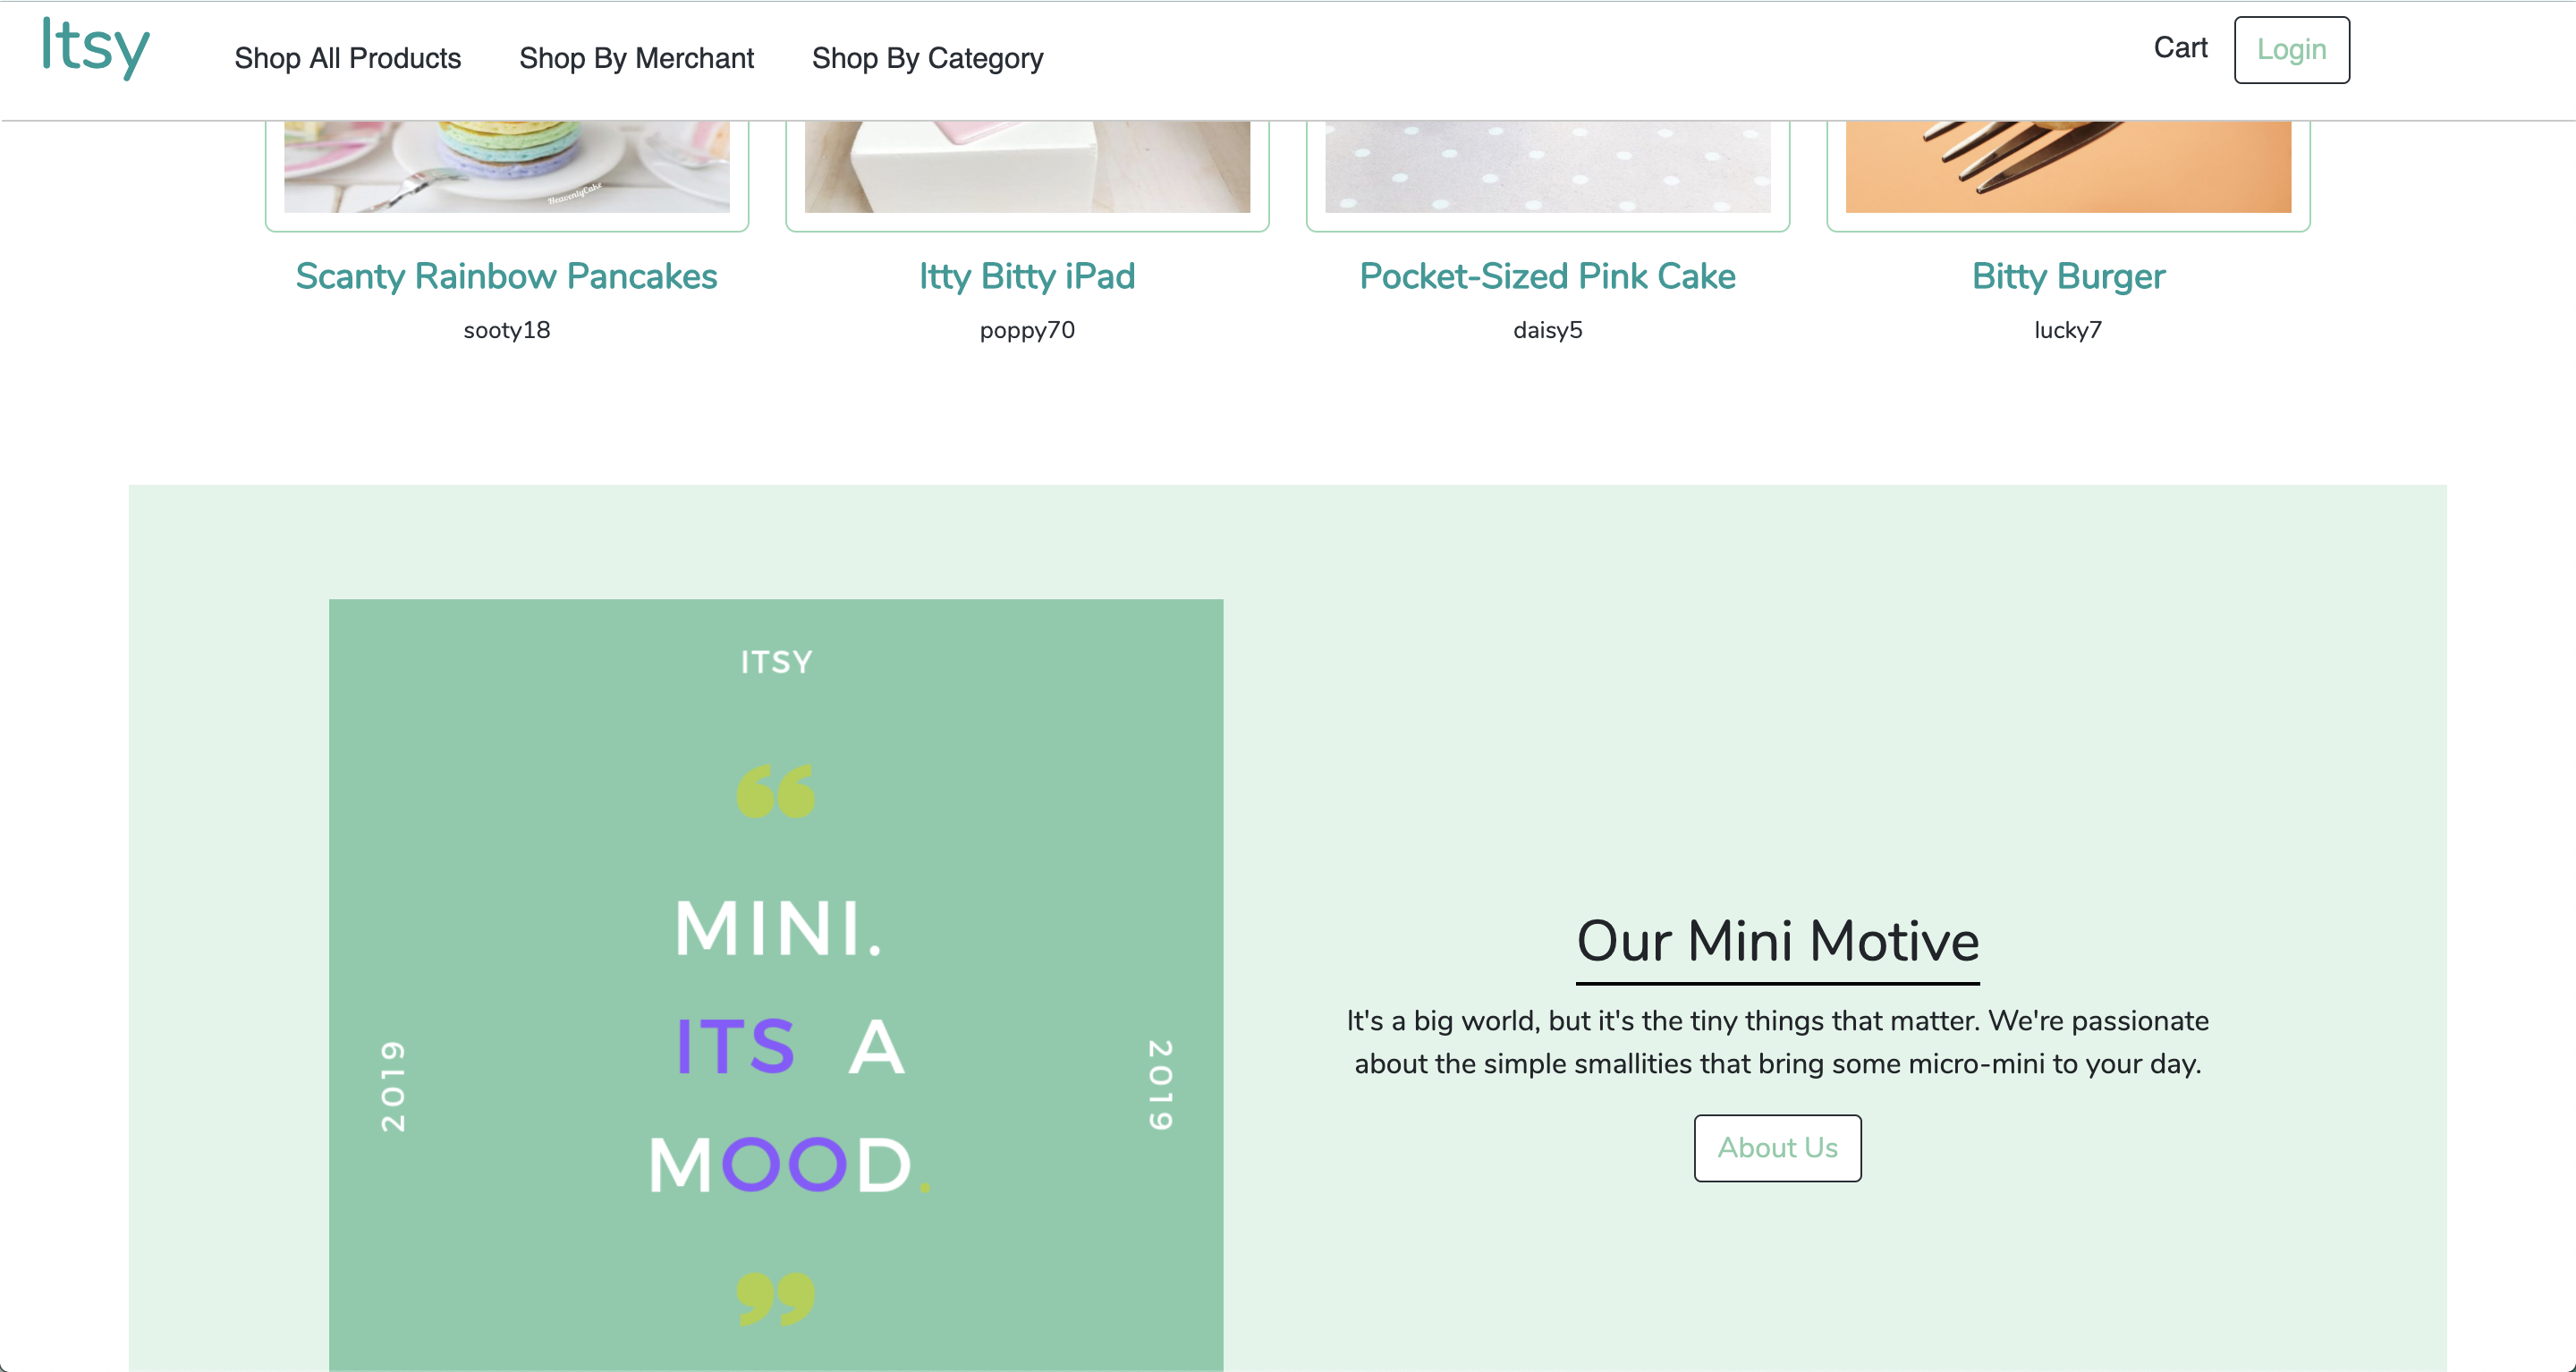 Itsy
Shop All Products Shop By Merchant Shop By Category Cart Login
HeavenlyCake
Scanty Rainbow Pancakes Itty Bitty iPad Pocket-Sized Pink Cake Bitty Burger
sooty18 poppy70 daisy5 lucky7
ITSY
“
MINI.
ITS A
MOOD.
”
2019
2019
Our Mini Motive
It's a big world, but it's the tiny things that matter. We're passionate
about the simple smallities that bring some micro-mini to your day.
About Us